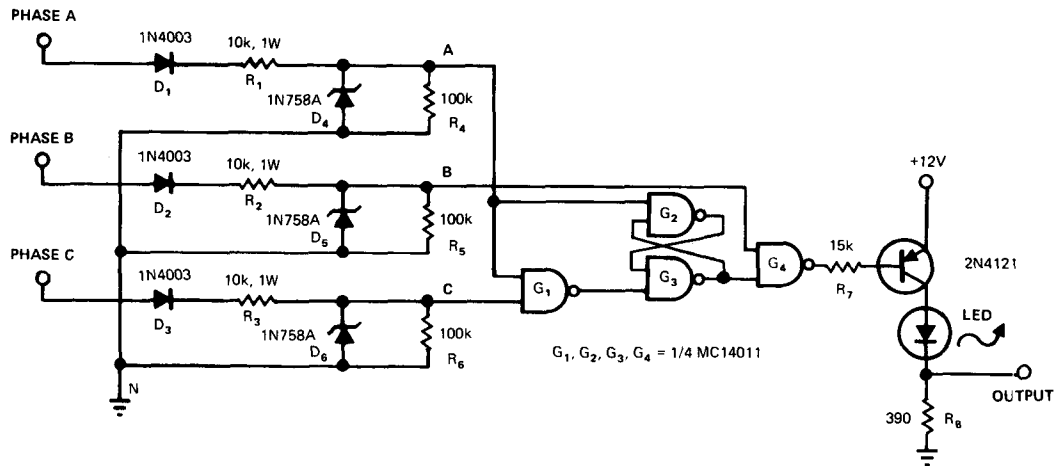 PHASE A
1N4003
D1
10k, 1W
R1
A
1N758A
D4
100k
R4
PHASE B
1N4003
D2
10k, 1W
R2
B
1N758A
D5
100k
R5
PHASE C
1N4003
D3
10k, 1W
R3
C
1N758A
D6
100k
R6
N
G1
G2
G3
G4
G1, G2, G3, G4 = 1/4 MC14011
15k
R7
+12V
2N4121
LED
OUTPUT
390
R8